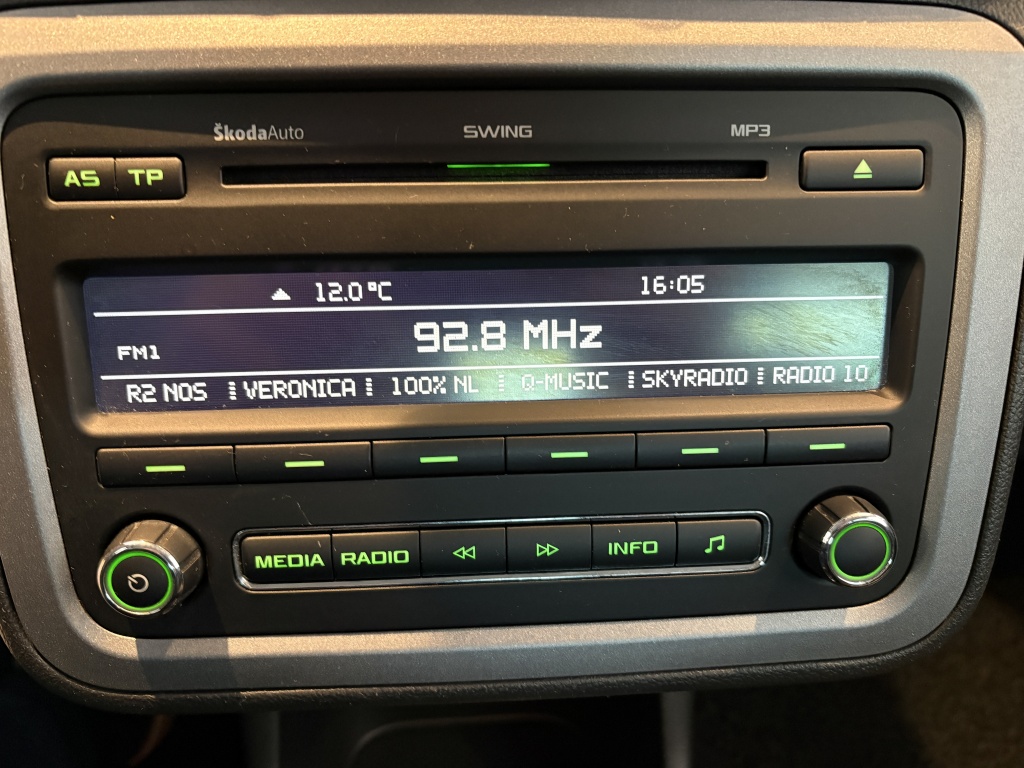 ŠkodaAuto SWING MP3
AS TP
12.0 °C 16:05
92.8 MHz
FM1
R2 NOS VERONICA 100% NL Q-MUSIC SKYRADIO RADIO 10
MEDIA RADIO INFO